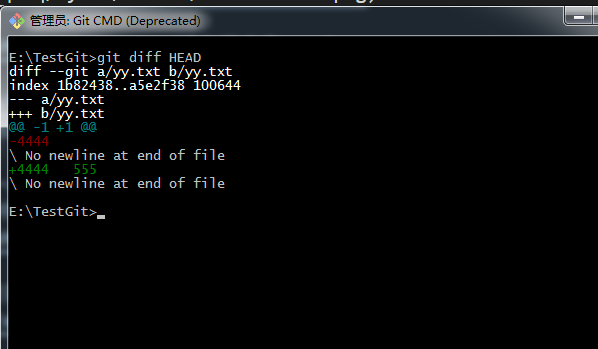 管理员: Git CMD (Deprecated)
E:\TestGit>git diff HEAD
diff --git a/yy.txt b/yy.txt
index 1b82438..a5e2f38 100644
--- a/yy.txt
+++ b/yy.txt
@@ -1 +1 @@
-4444
\ No newline at end of file
+4444   555
\ No newline at end of file
E:\TestGit>